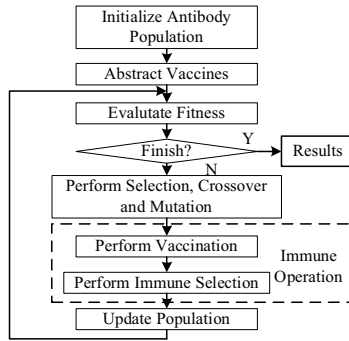 Initialize Antibody
Population
Abstract Vaccines
Evalutate Fitness
Finish?
Y
Results
N
Perform Selection, Crossover
and Mutation
Perform Vaccination
Immune
Operation
Perform Immune Selection
Update Population